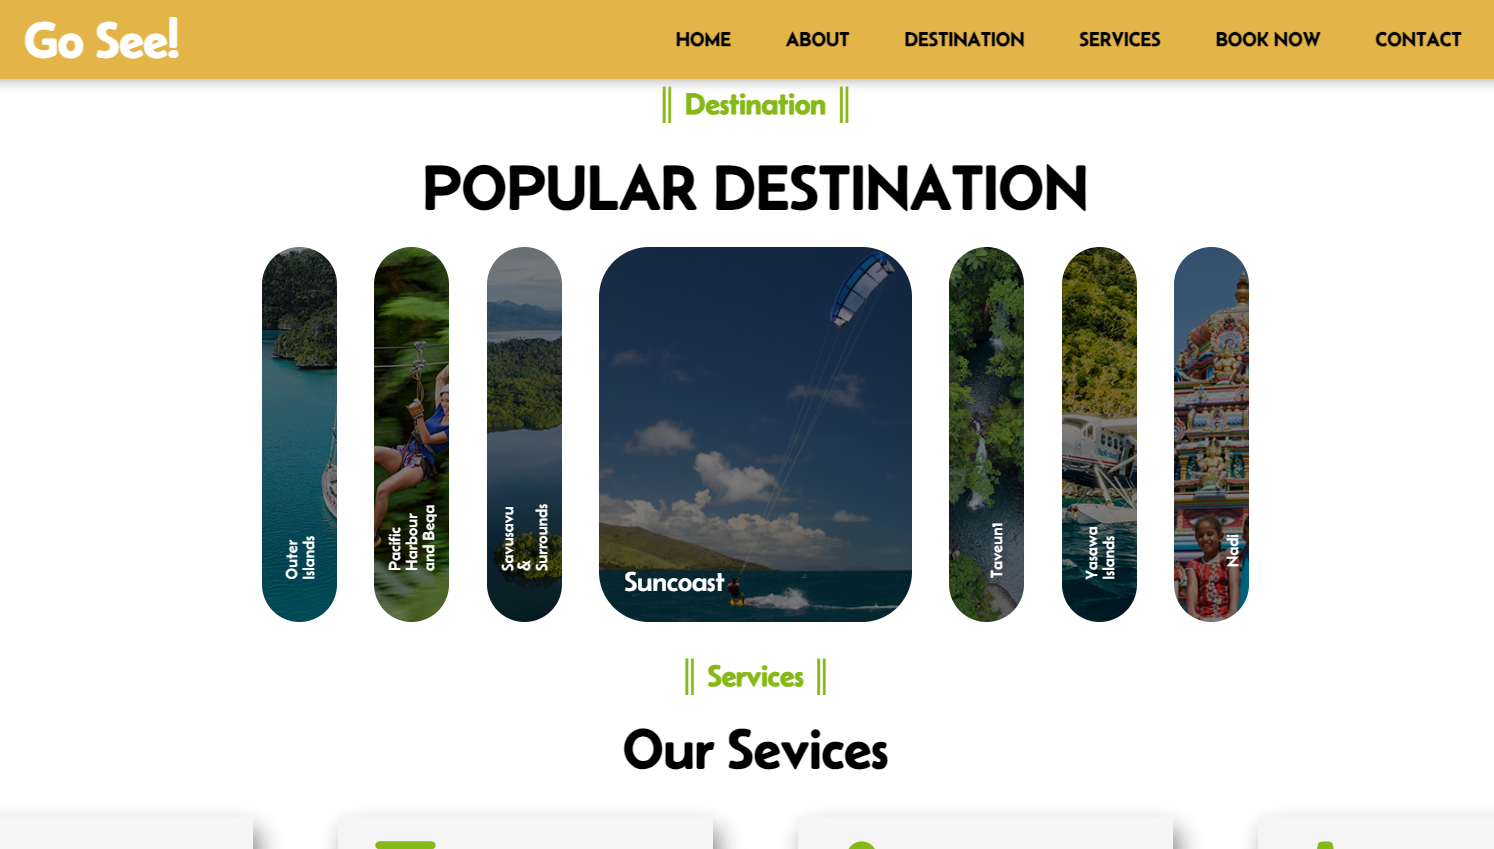 Go See!
HOME
ABOUT
DESTINATION
SERVICES
BOOK NOW
CONTACT
Destination
POPULAR DESTINATION
Outer
Islands
Pacific
Harbour
and Beqa
Savusavu
&
Surrounds
Suncoast
Taveun1
Yasawa
Islands
Nadi
Services
Our Sevices